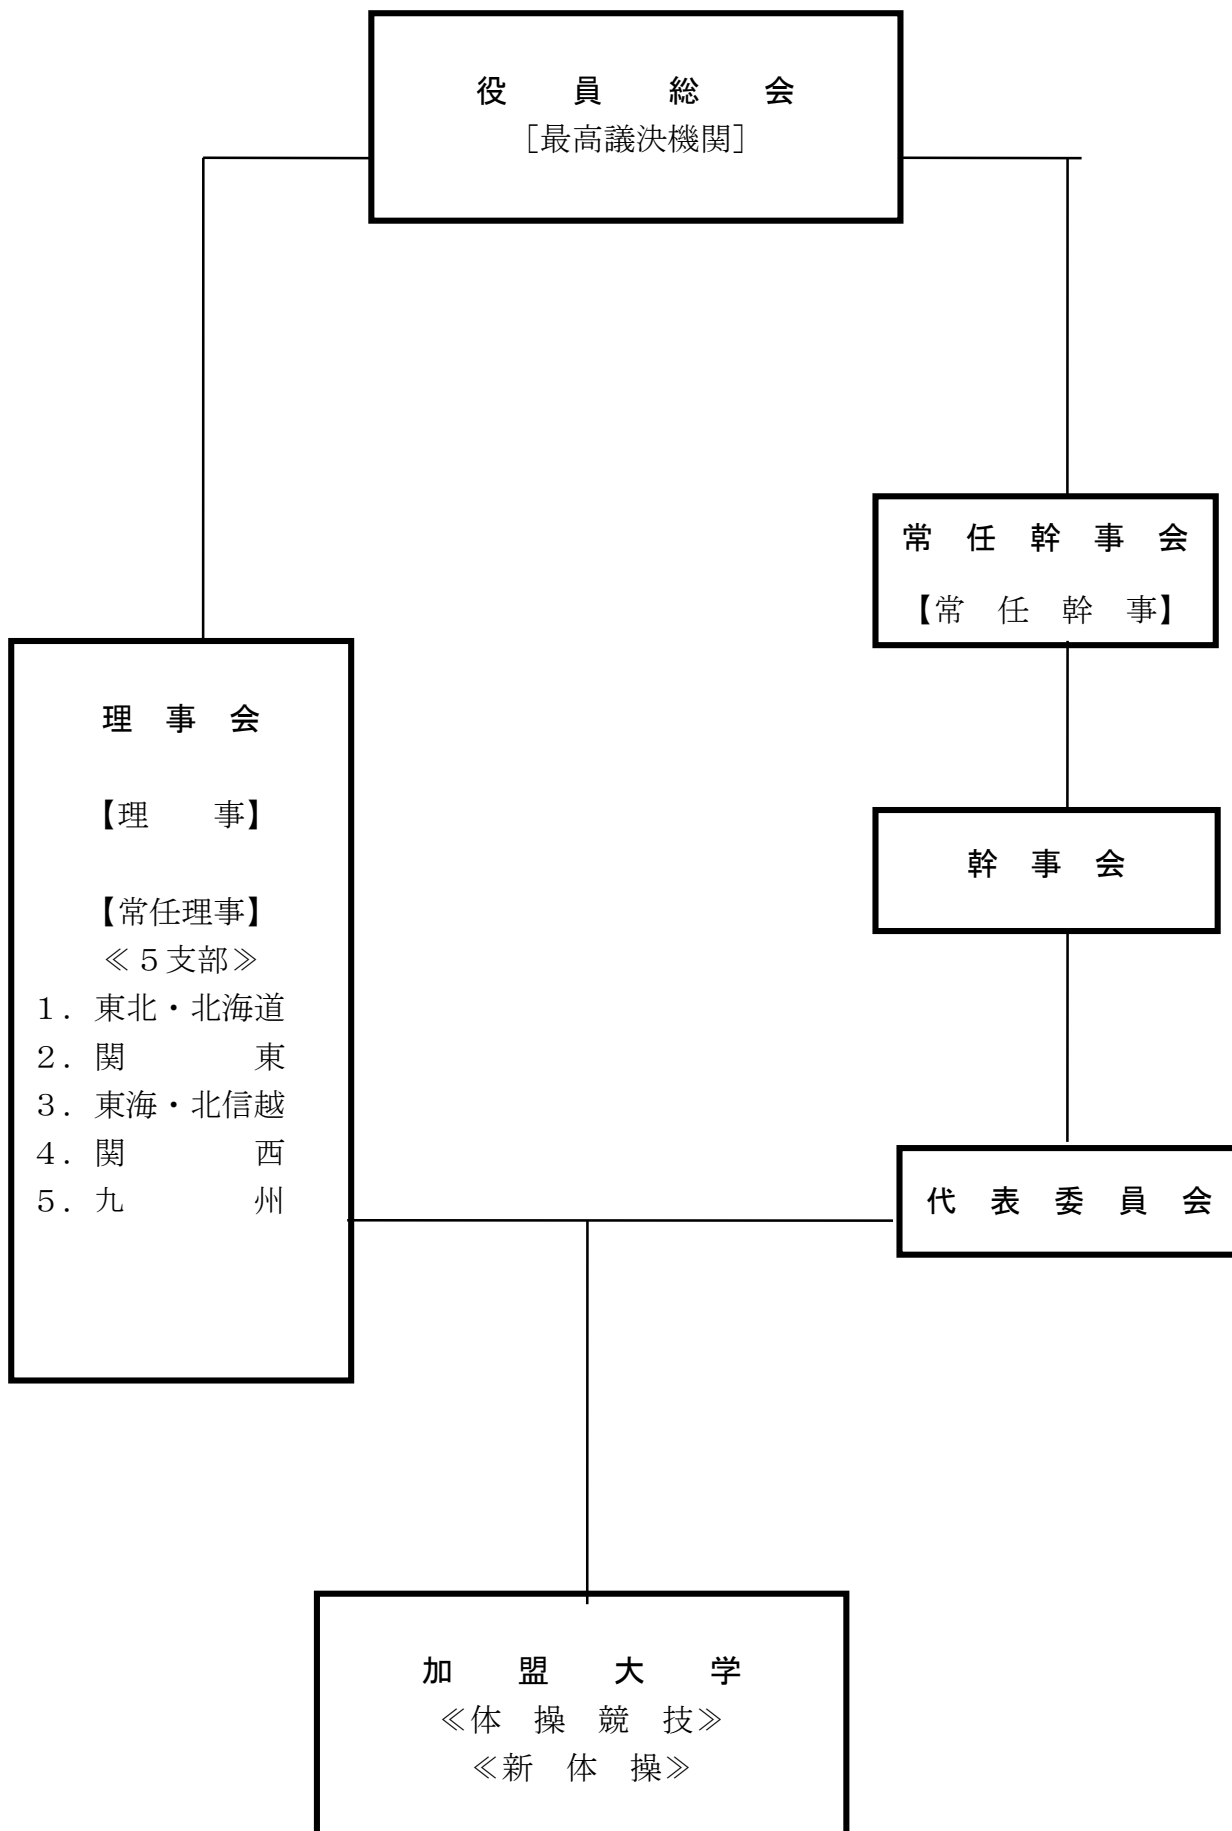 役　員　総　会
［最高議決機関］
常　任　幹　事　会
【常　任　幹　事】
理　事　会
【理　　事】
【常任理事】
≪５支部≫
１．東北・北海道
２．関　　　　東
３．東海・北信越
４．関　　　　西
５．九　　　　州
幹　事　会
代　表　委　員　会
加　盟　大　学
≪体　操　競　技≫
≪新　体　操≫